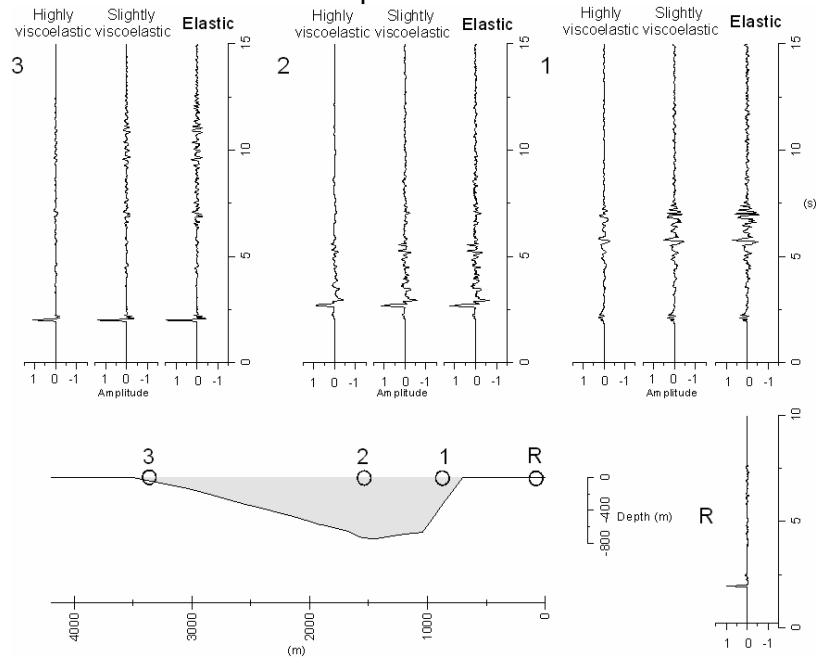 Highly viscoelastic
Slightly viscoelastic
Elastic
3
15
10
5
0
1 0 -1
1 0 -1
1 0 -1
Amplitude
Highly viscoelastic
Slightly viscoelastic
Elastic
2
15
10
5
0
1 0 -1
1 0 -1
1 0 -1
Amplitude
Highly viscoelastic
Slightly viscoelastic
Elastic
1
15
10
(s)
5
0
1 0 -1
1 0 -1
1 0 -1
Amplitude
3
2
1
R
0
-400
-800
Depth (m)
4000
3000
2000
1000
0
(m)
R
10
5
0
1 0 -1